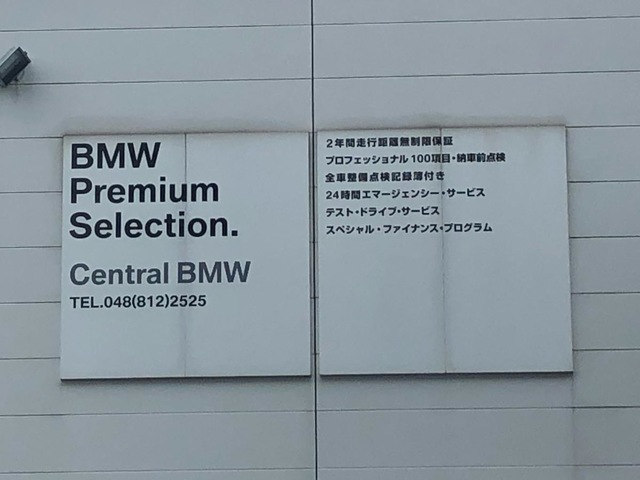 BMW
Premium
Selection.
Central BMW
TEL.048(812)2525
2年間走行距離無制限保証
プロフェッショナル100項目・納車前点検
全車整備点検記録簿付き
24時間エマージェンシー・サービス
テスト・ドライブ・サービス
スペシャル・ファイナンス・プログラム